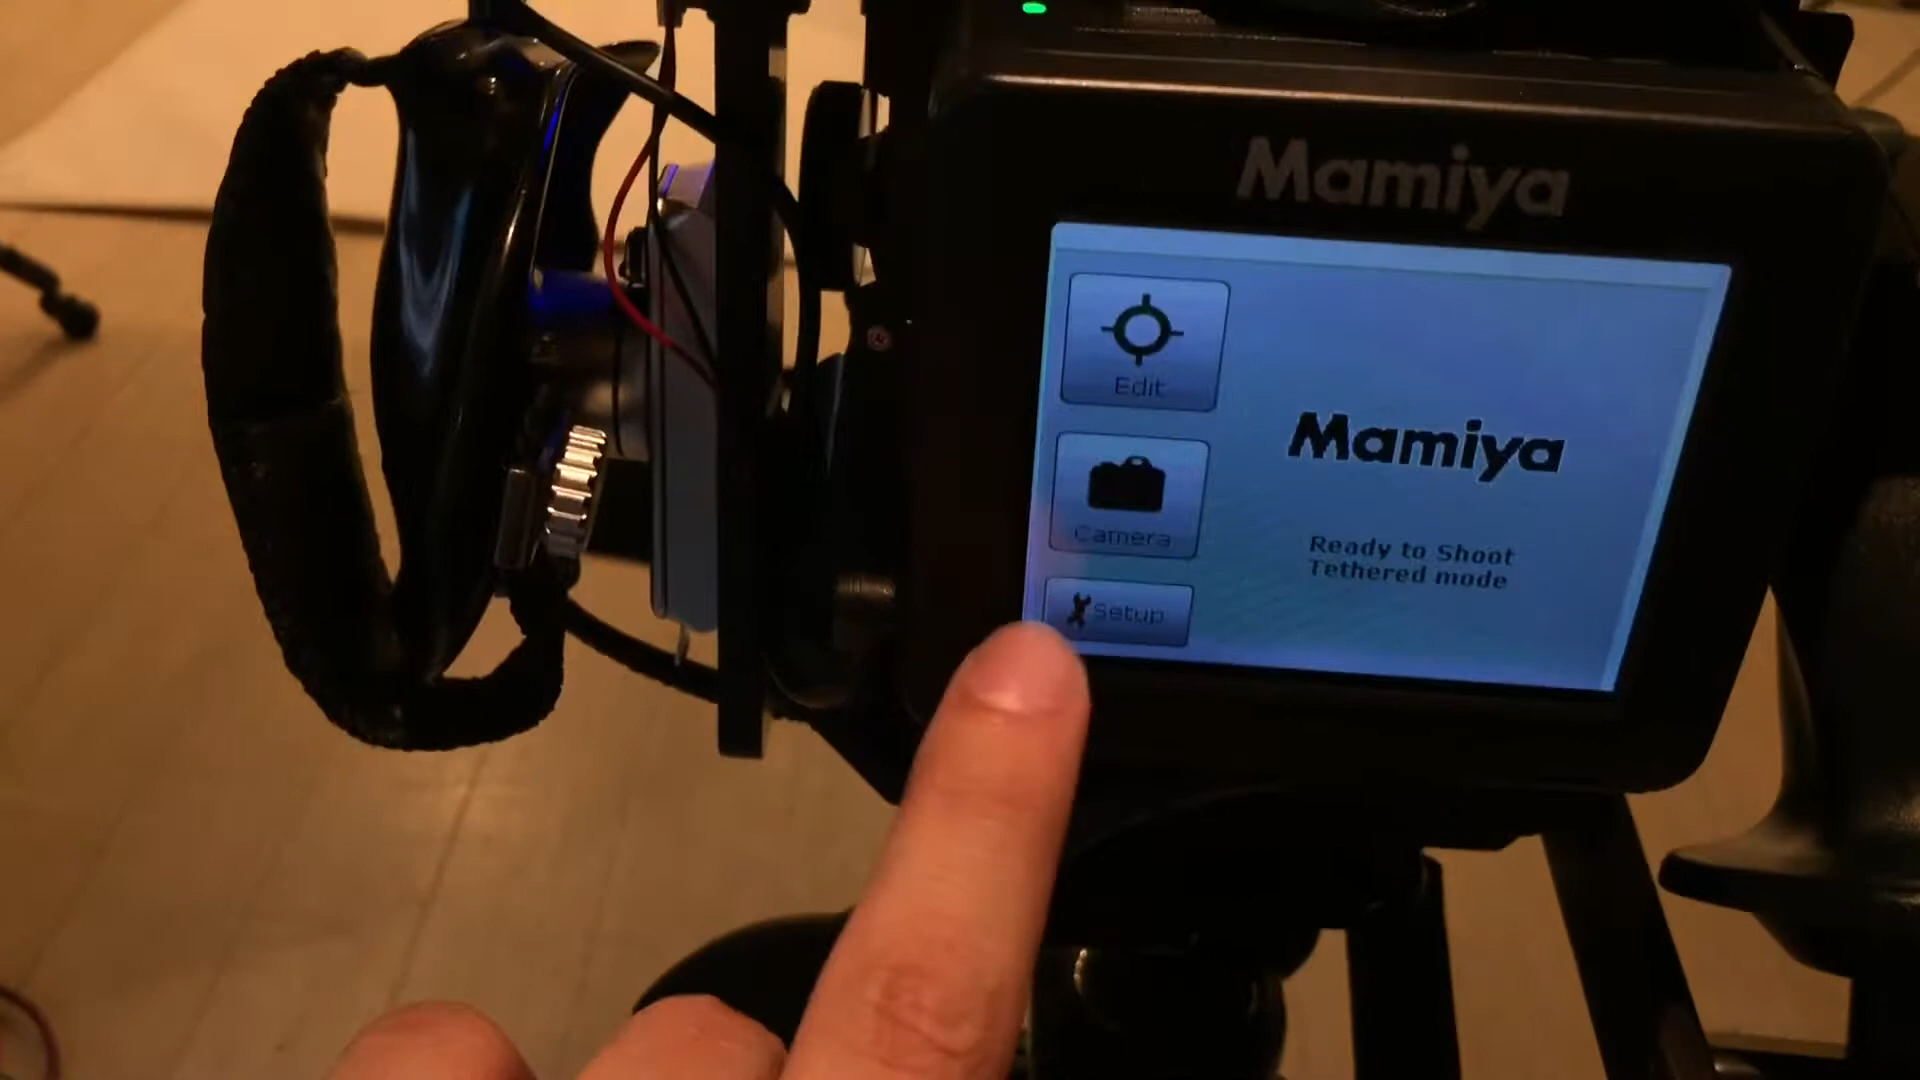 Mamiya
Edit
Mamiya
Camera
Ready to Shoot
Tethered mode
Setup